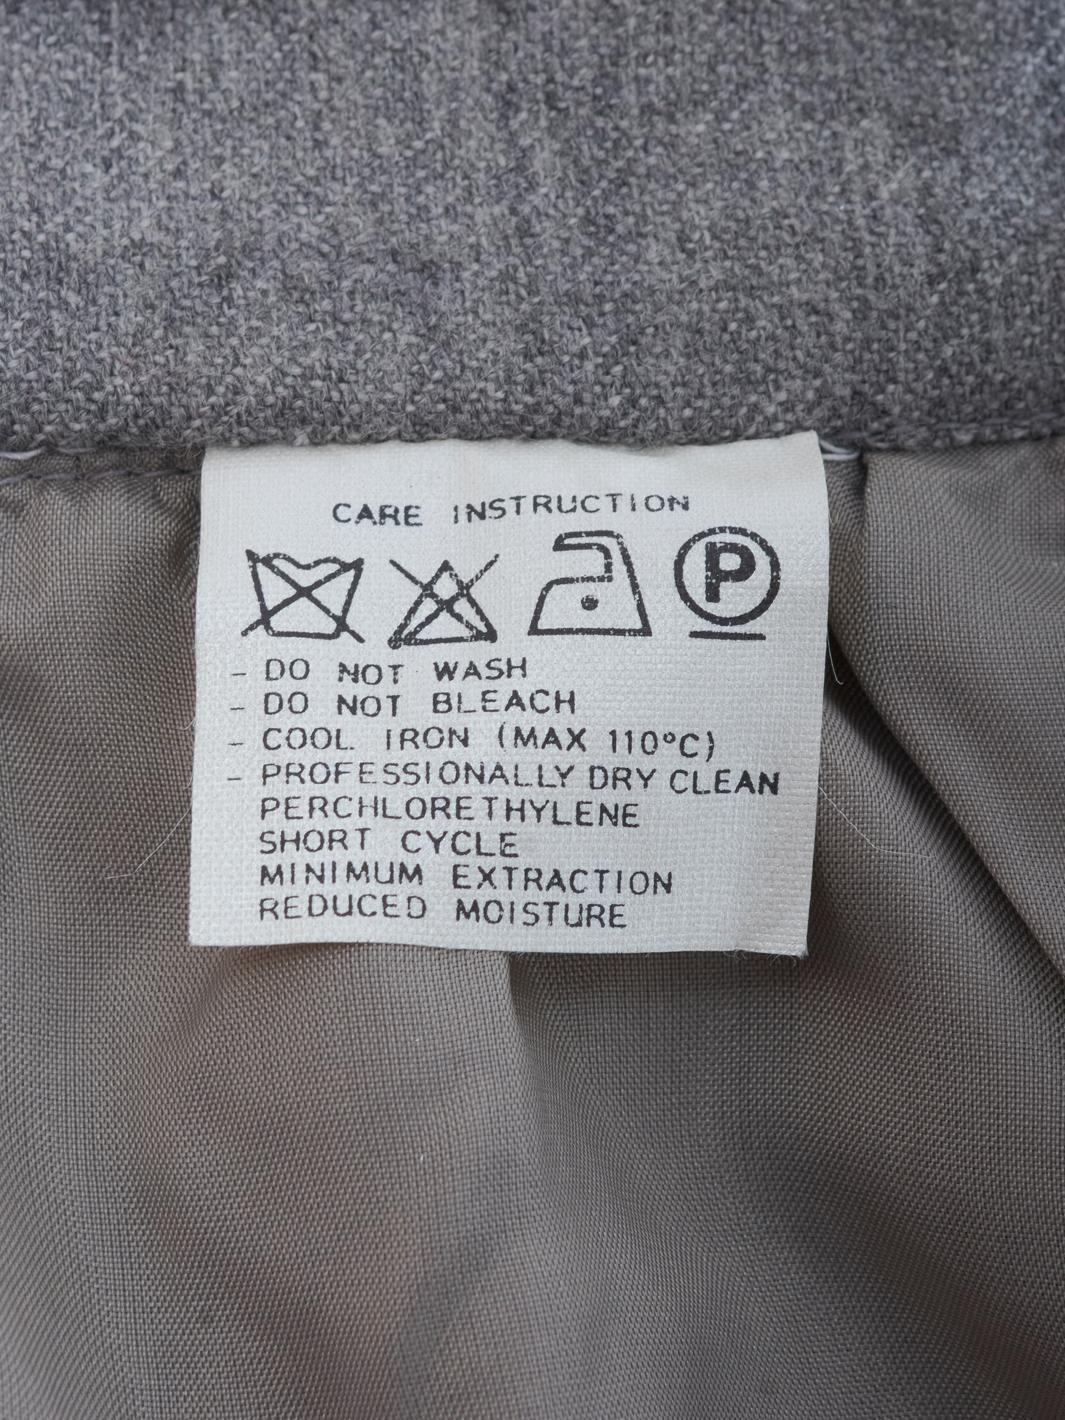 CARE INSTRUCTION
P
- DO NOT WASH
- DO NOT BLEACH
- COOL IRON (MAX 110°C)
- PROFESSIONALLY DRY CLEAN
PERCHLORETHYLENE
SHORT CYCLE
MINIMUM EXTRACTION
REDUCED MOISTURE